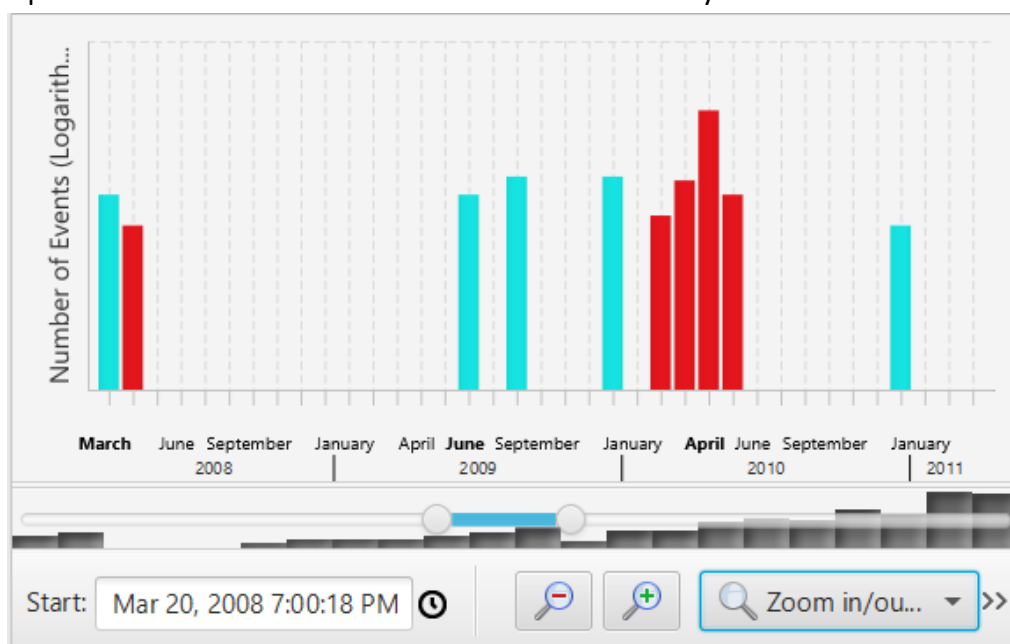 Number of Events (Logarith...
March June September January April June September January April June September January
2008 2009 2010 2011
Start: Mar 20, 2008 7:00:18 PM Zoom in/ou... >>